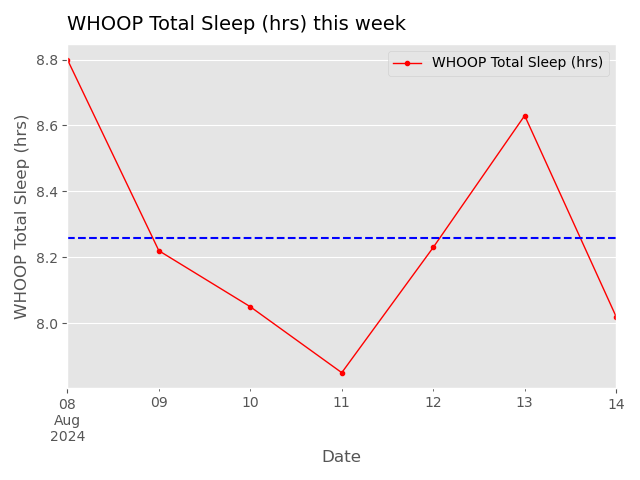 WHOOP Total Sleep (hrs) this week
WHOOP Total Sleep (hrs)
WHOOP Total Sleep (hrs)
8.8
8.6
8.4
8.2
8.0
08 09 10 11 12 13 14
Aug
2024
Date